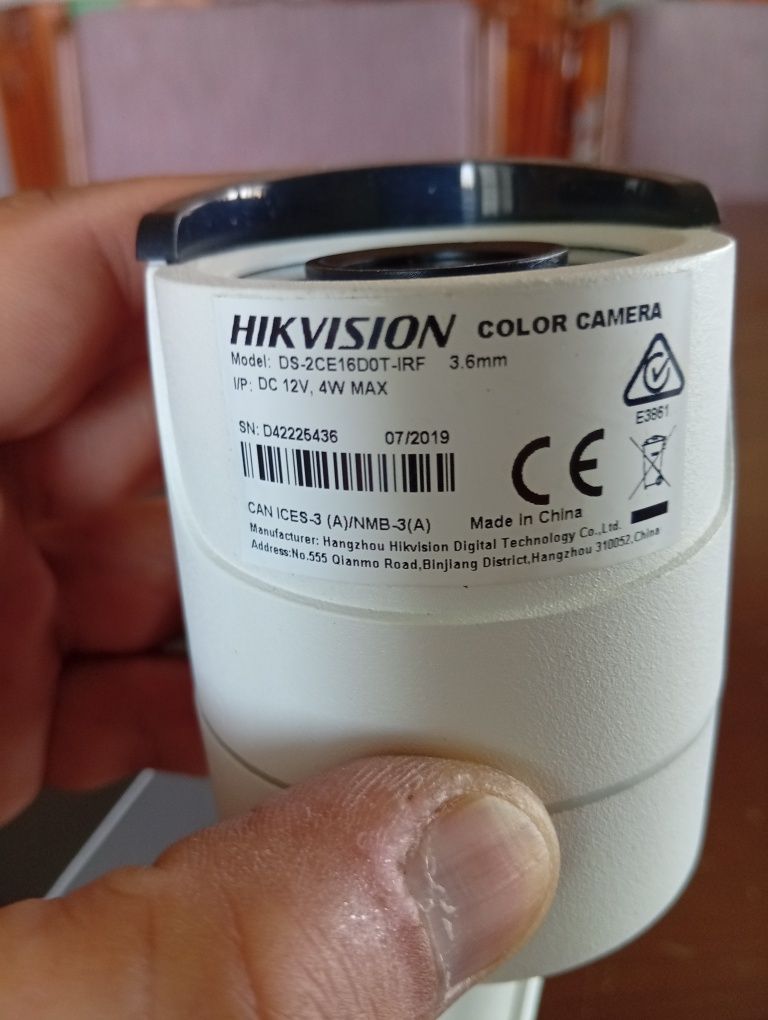 HIKVISION COLOR CAMERA
Model: DS-2CE16D0T-IRF 3.6mm
I/P: DC 12V, 4W MAX
E3861
SN: D42225436 07/2019
CE
CAN ICES-3 (A)/NMB-3(A) Made in China
Manufacturer: Hangzhou Hikvision Digital Technology Co.,Ltd.
Address:No.555 Qianmo Road,Binjiang District,Hangzhou 310052,China